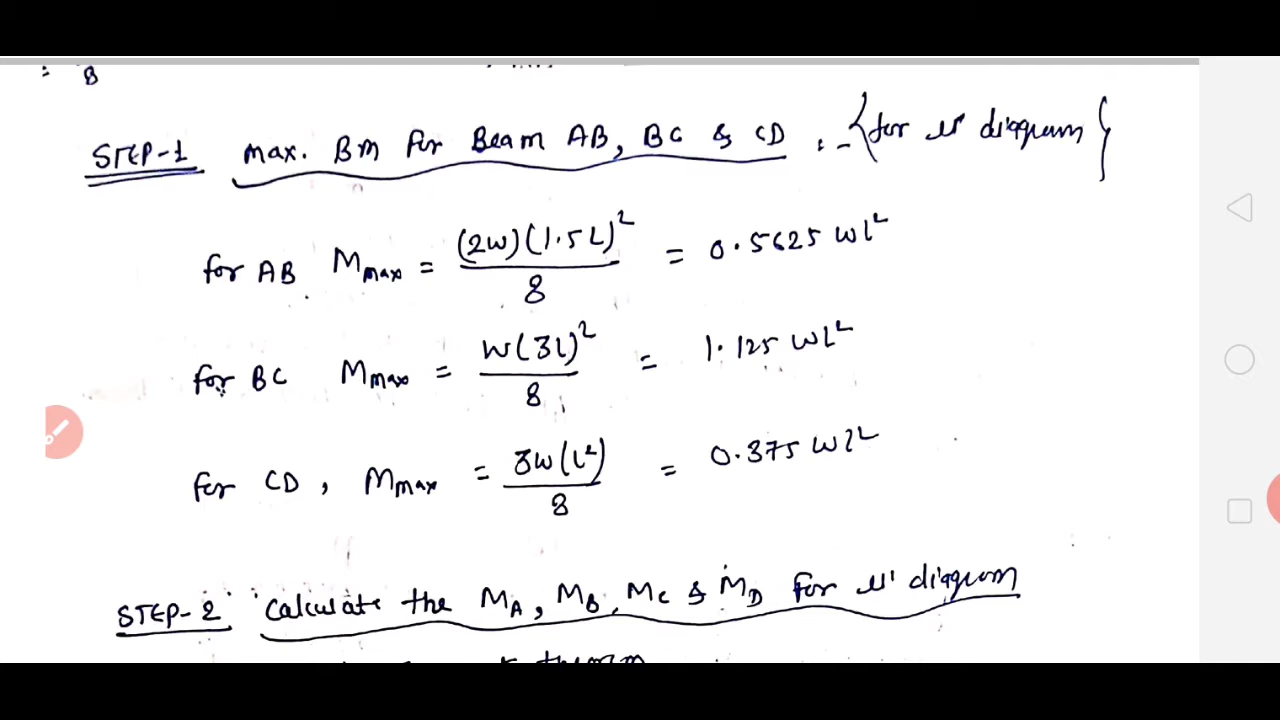 = 8
STEP-1 max. BM for Beam AB, BC & CD :- {for μ diagram}
for AB Mmax = (2w)(1.5L)² / 8 = 0.5625 wl²
for BC Mmax = w(3l)² / 8 = 1.125 wl²
for CD, Mmax = 3w(l²) / 8 = 0.375 wl²
STEP-2 Calculate the MA, MB, Mc & MD for μ' diagram